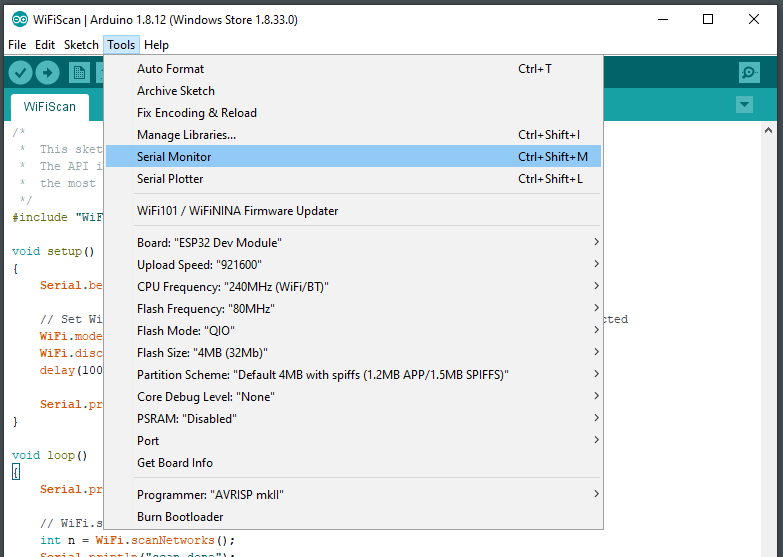 WiFiScan | Arduino 1.8.12 (Windows Store 1.8.33.0)
File Edit Sketch Tools Help
WiFiScan
Auto Format Ctrl+T
Archive Sketch
Fix Encoding & Reload
Manage Libraries... Ctrl+Shift+I
Serial Monitor Ctrl+Shift+M
Serial Plotter Ctrl+Shift+L
WiFi101 / WiFiNINA Firmware Updater
Board: "ESP32 Dev Module"
Upload Speed: "921600"
CPU Frequency: "240MHz (WiFi/BT)"
Flash Frequency: "80MHz"
Flash Mode: "QIO"
Flash Size: "4MB (32Mb)"
Partition Scheme: "Default 4MB with spiffs (1.2MB APP/1.5MB SPIFFS)"
Core Debug Level: "None"
PSRAM: "Disabled"
Port
Get Board Info
Programmer: "AVRISP mkII"
Burn Bootloader
/*
* This sket
* The API i
* the most
*/
#include "WiF
void setup()
{
Serial.be
// Set Wi cted
WiFi.mode
WiFi.disc
delay(100
Serial.pr
}
void loop()
{
Serial.pr
// WiFi.s
int n = WiFi.scanNetworks();
Serial.println("scan done");